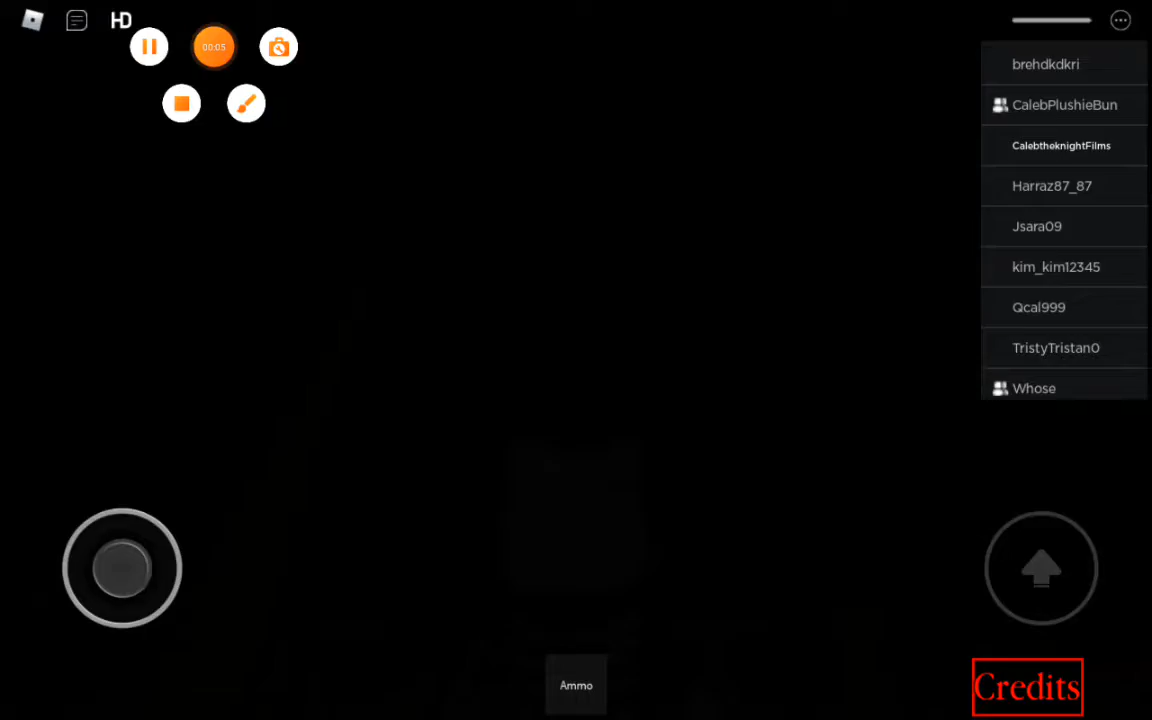 HD
00:05
brehdkdkri
CalebPlushieBun
CalebtheknightFilms
Harraz87_87
Jsara09
kim_kim12345
Qcal999
TristyTristan0
Whose
Ammo
Credits